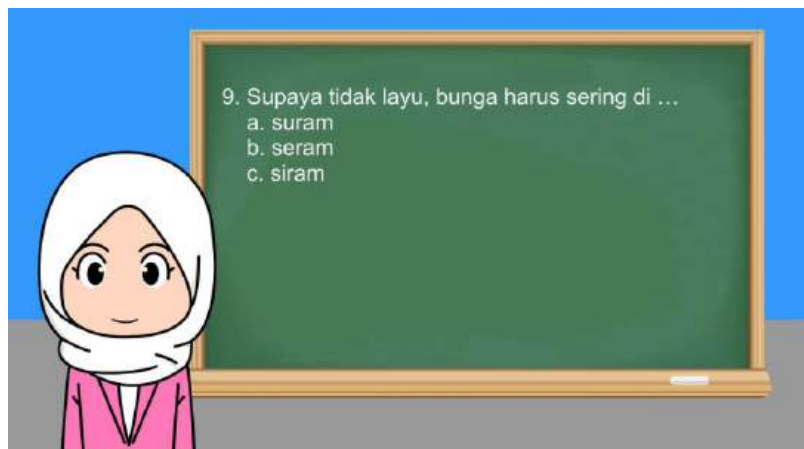 9. Supaya tidak layu, bunga harus sering di ...
a. suram
b. seram
c. siram